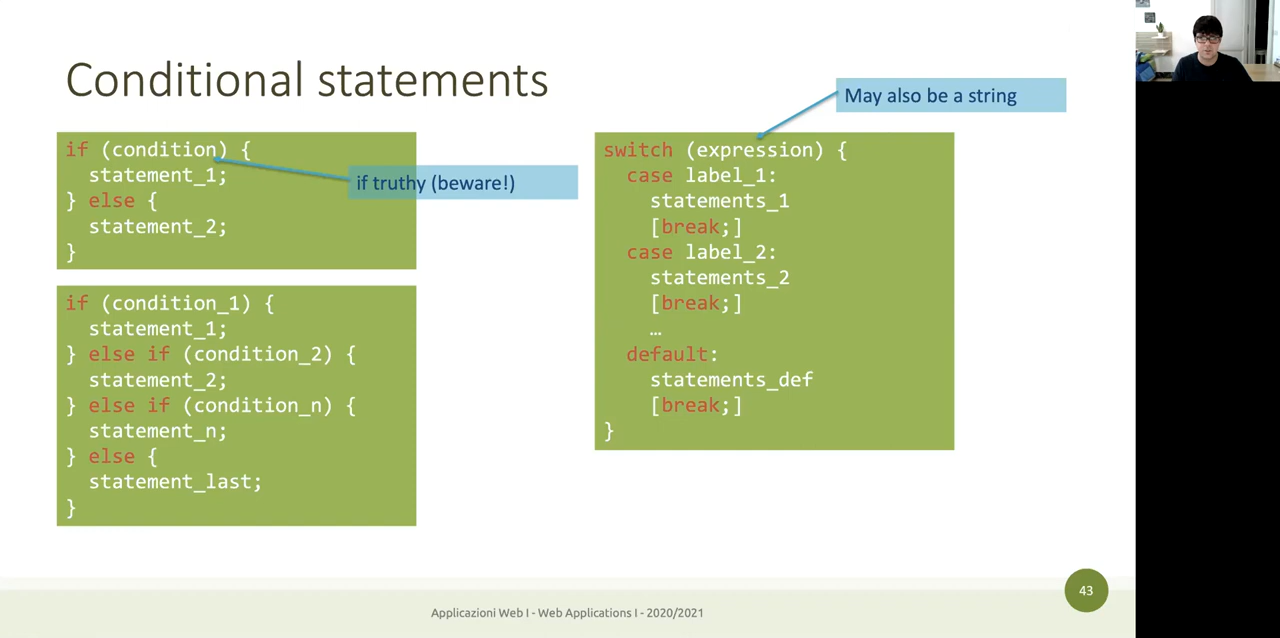 Conditional statements
if (condition) {
  statement_1;
} else {
  statement_2;
}
if truthy (beware!)
if (condition_1) {
  statement_1;
} else if (condition_2) {
  statement_2;
} else if (condition_n) {
  statement_n;
} else {
  statement_last;
}
May also be a string
switch (expression) {
  case label_1:
    statements_1
    [break;]
  case label_2:
    statements_2
    [break;]
    …
  default:
    statements_def
    [break;]
}
Applicazioni Web I - Web Applications I - 2020/2021
43